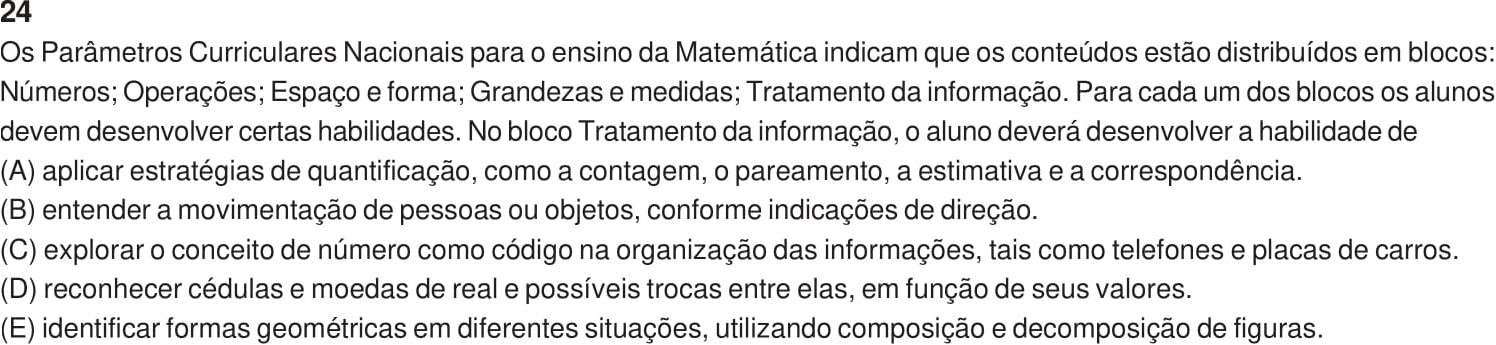 24
Os Parâmetros Curriculares Nacionais para o ensino da Matemática indicam que os conteúdos estão distribuídos em blocos:
Números; Operações; Espaço e forma; Grandezas e medidas; Tratamento da informação. Para cada um dos blocos os alunos
devem desenvolver certas habilidades. No bloco Tratamento da informação, o aluno deverá desenvolver a habilidade de
(A) aplicar estratégias de quantificação, como a contagem, o pareamento, a estimativa e a correspondência.
(B) entender a movimentação de pessoas ou objetos, conforme indicações de direção.
(C) explorar o conceito de número como código na organização das informações, tais como telefones e placas de carros.
(D) reconhecer cédulas e moedas de real e possíveis trocas entre elas, em função de seus valores.
(E) identificar formas geométricas em diferentes situações, utilizando composição e decomposição de figuras.